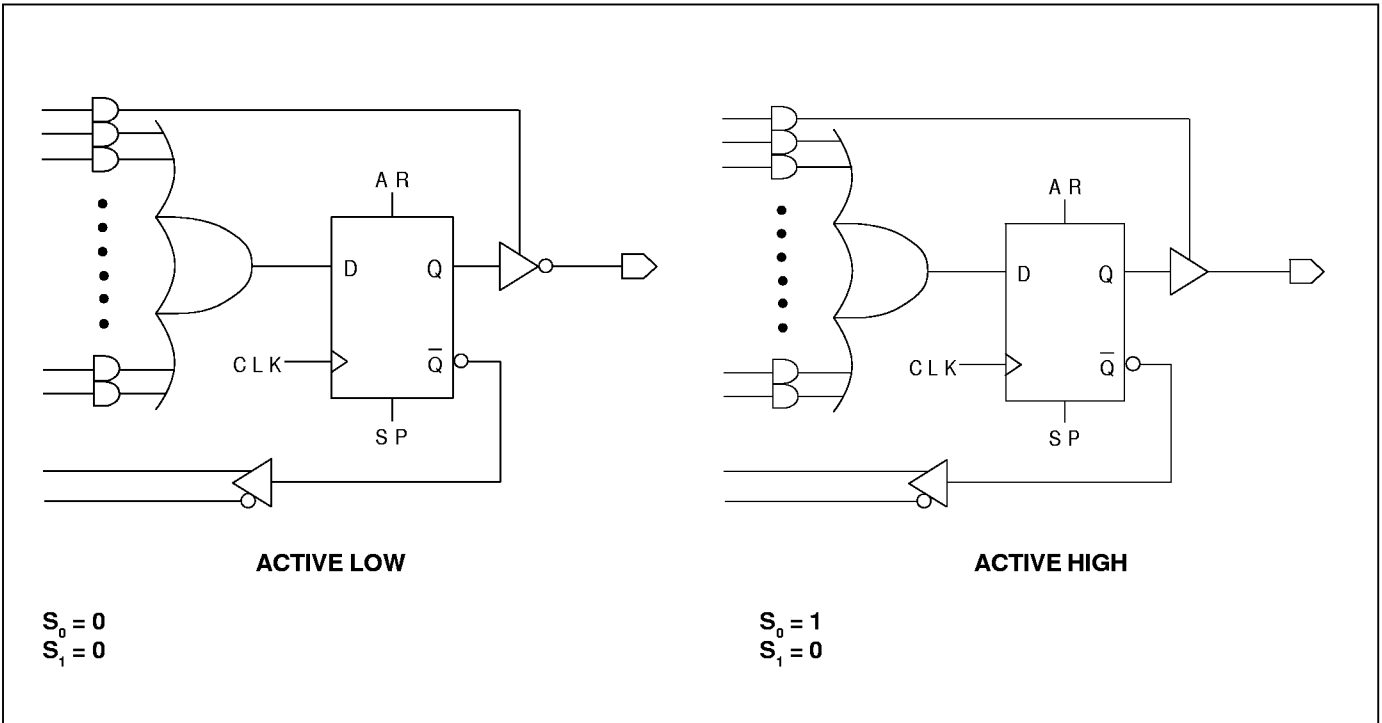 AR
D Q
CLK
Q̅
SP
ACTIVE LOW
S₀ = 0
S₁ = 0
AR
D Q
CLK
Q̅
SP
ACTIVE HIGH
S₀ = 1
S₁ = 0